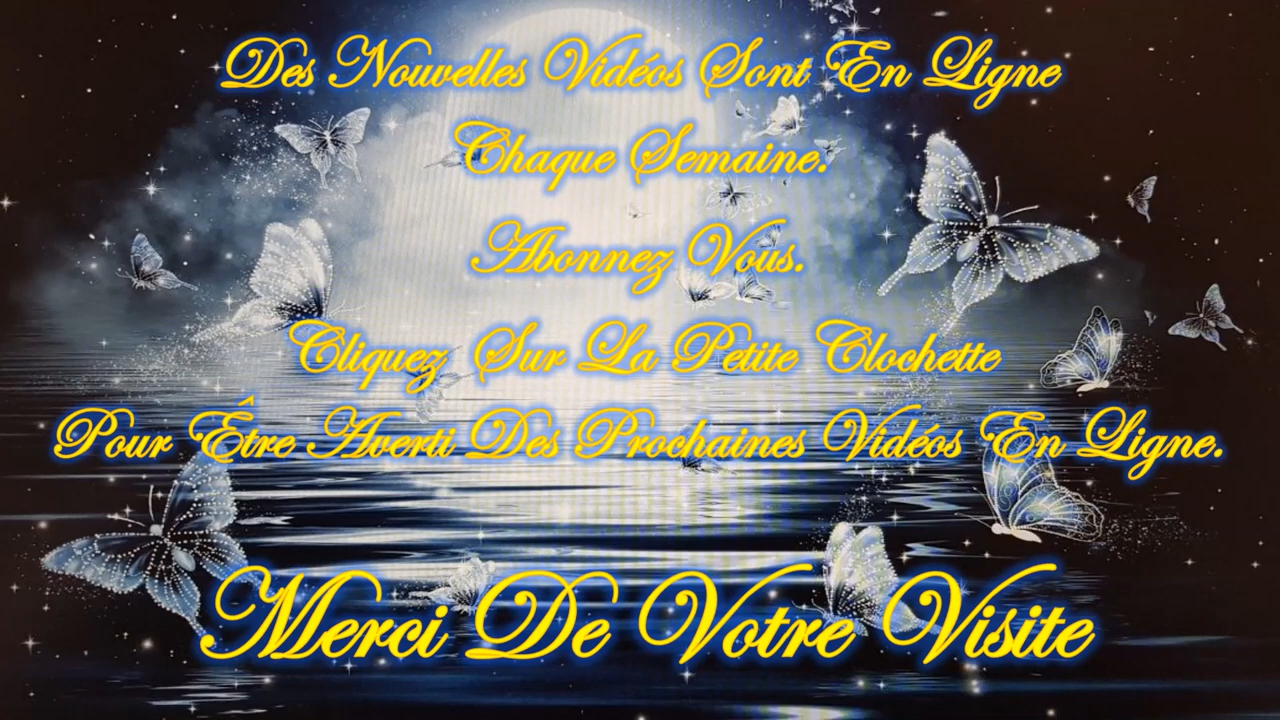 Des Nouvelles Vidéos Sont En Ligne
Chaque Semaine.
Abonnez Vous.
Cliquez Sur La Petite Clochette
Pour Être Averti Des Prochaines Vidéos En Ligne.
Merci De Votre Visite